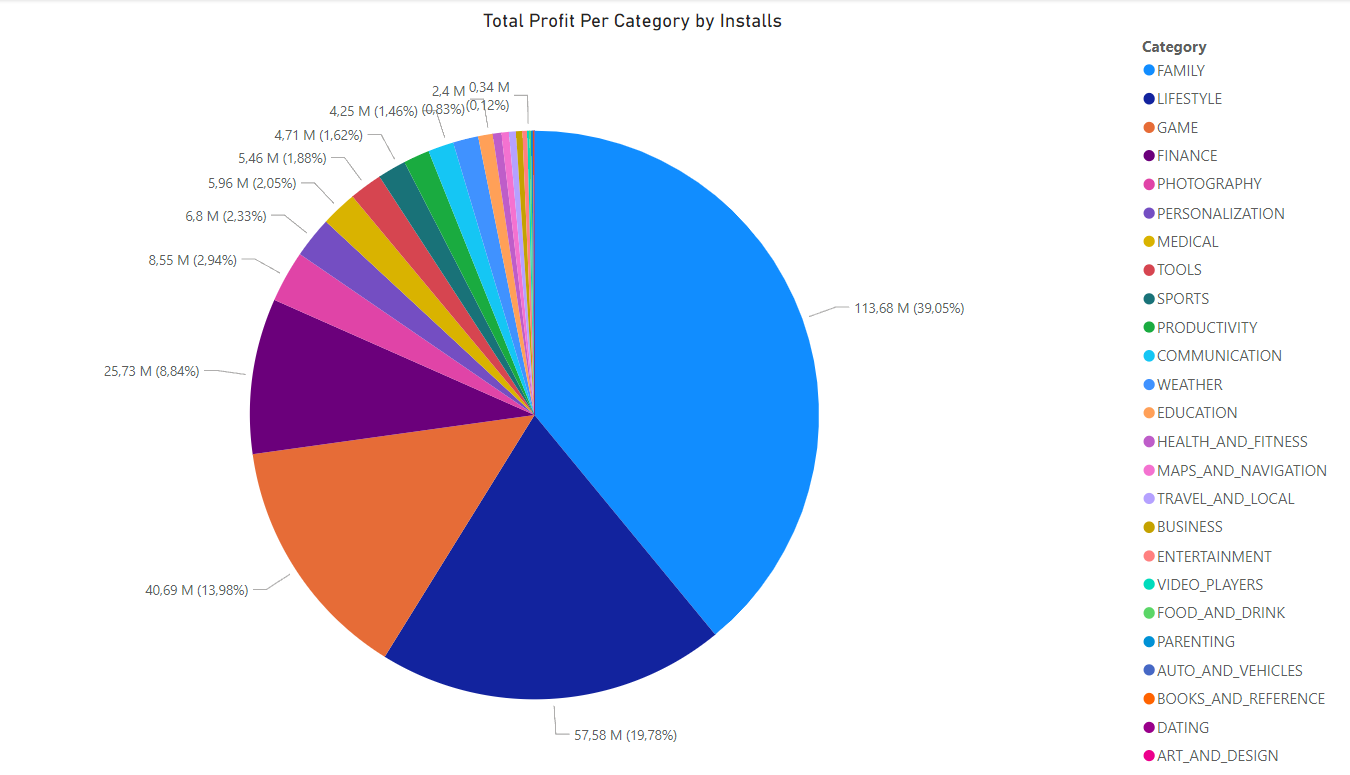 Total Profit Per Category by Installs
Category
FAMILY
LIFESTYLE
GAME
FINANCE
PHOTOGRAPHY
PERSONALIZATION
MEDICAL
TOOLS
SPORTS
PRODUCTIVITY
COMMUNICATION
WEATHER
EDUCATION
HEALTH_AND_FITNESS
MAPS_AND_NAVIGATION
TRAVEL_AND_LOCAL
BUSINESS
ENTERTAINMENT
VIDEO_PLAYERS
FOOD_AND_DRINK
PARENTING
AUTO_AND_VEHICLES
BOOKS_AND_REFERENCE
DATING
ART_AND_DESIGN
113,68 M (39,05%)
57,58 M (19,78%)
40,69 M (13,98%)
25,73 M (8,84%)
8,55 M (2,94%)
6,8 M (2,33%)
5,96 M (2,05%)
5,46 M (1,88%)
4,71 M (1,62%)
4,25 M (1,46%)
2,4 M
(0,83%)
0,34 M
(0,12%)